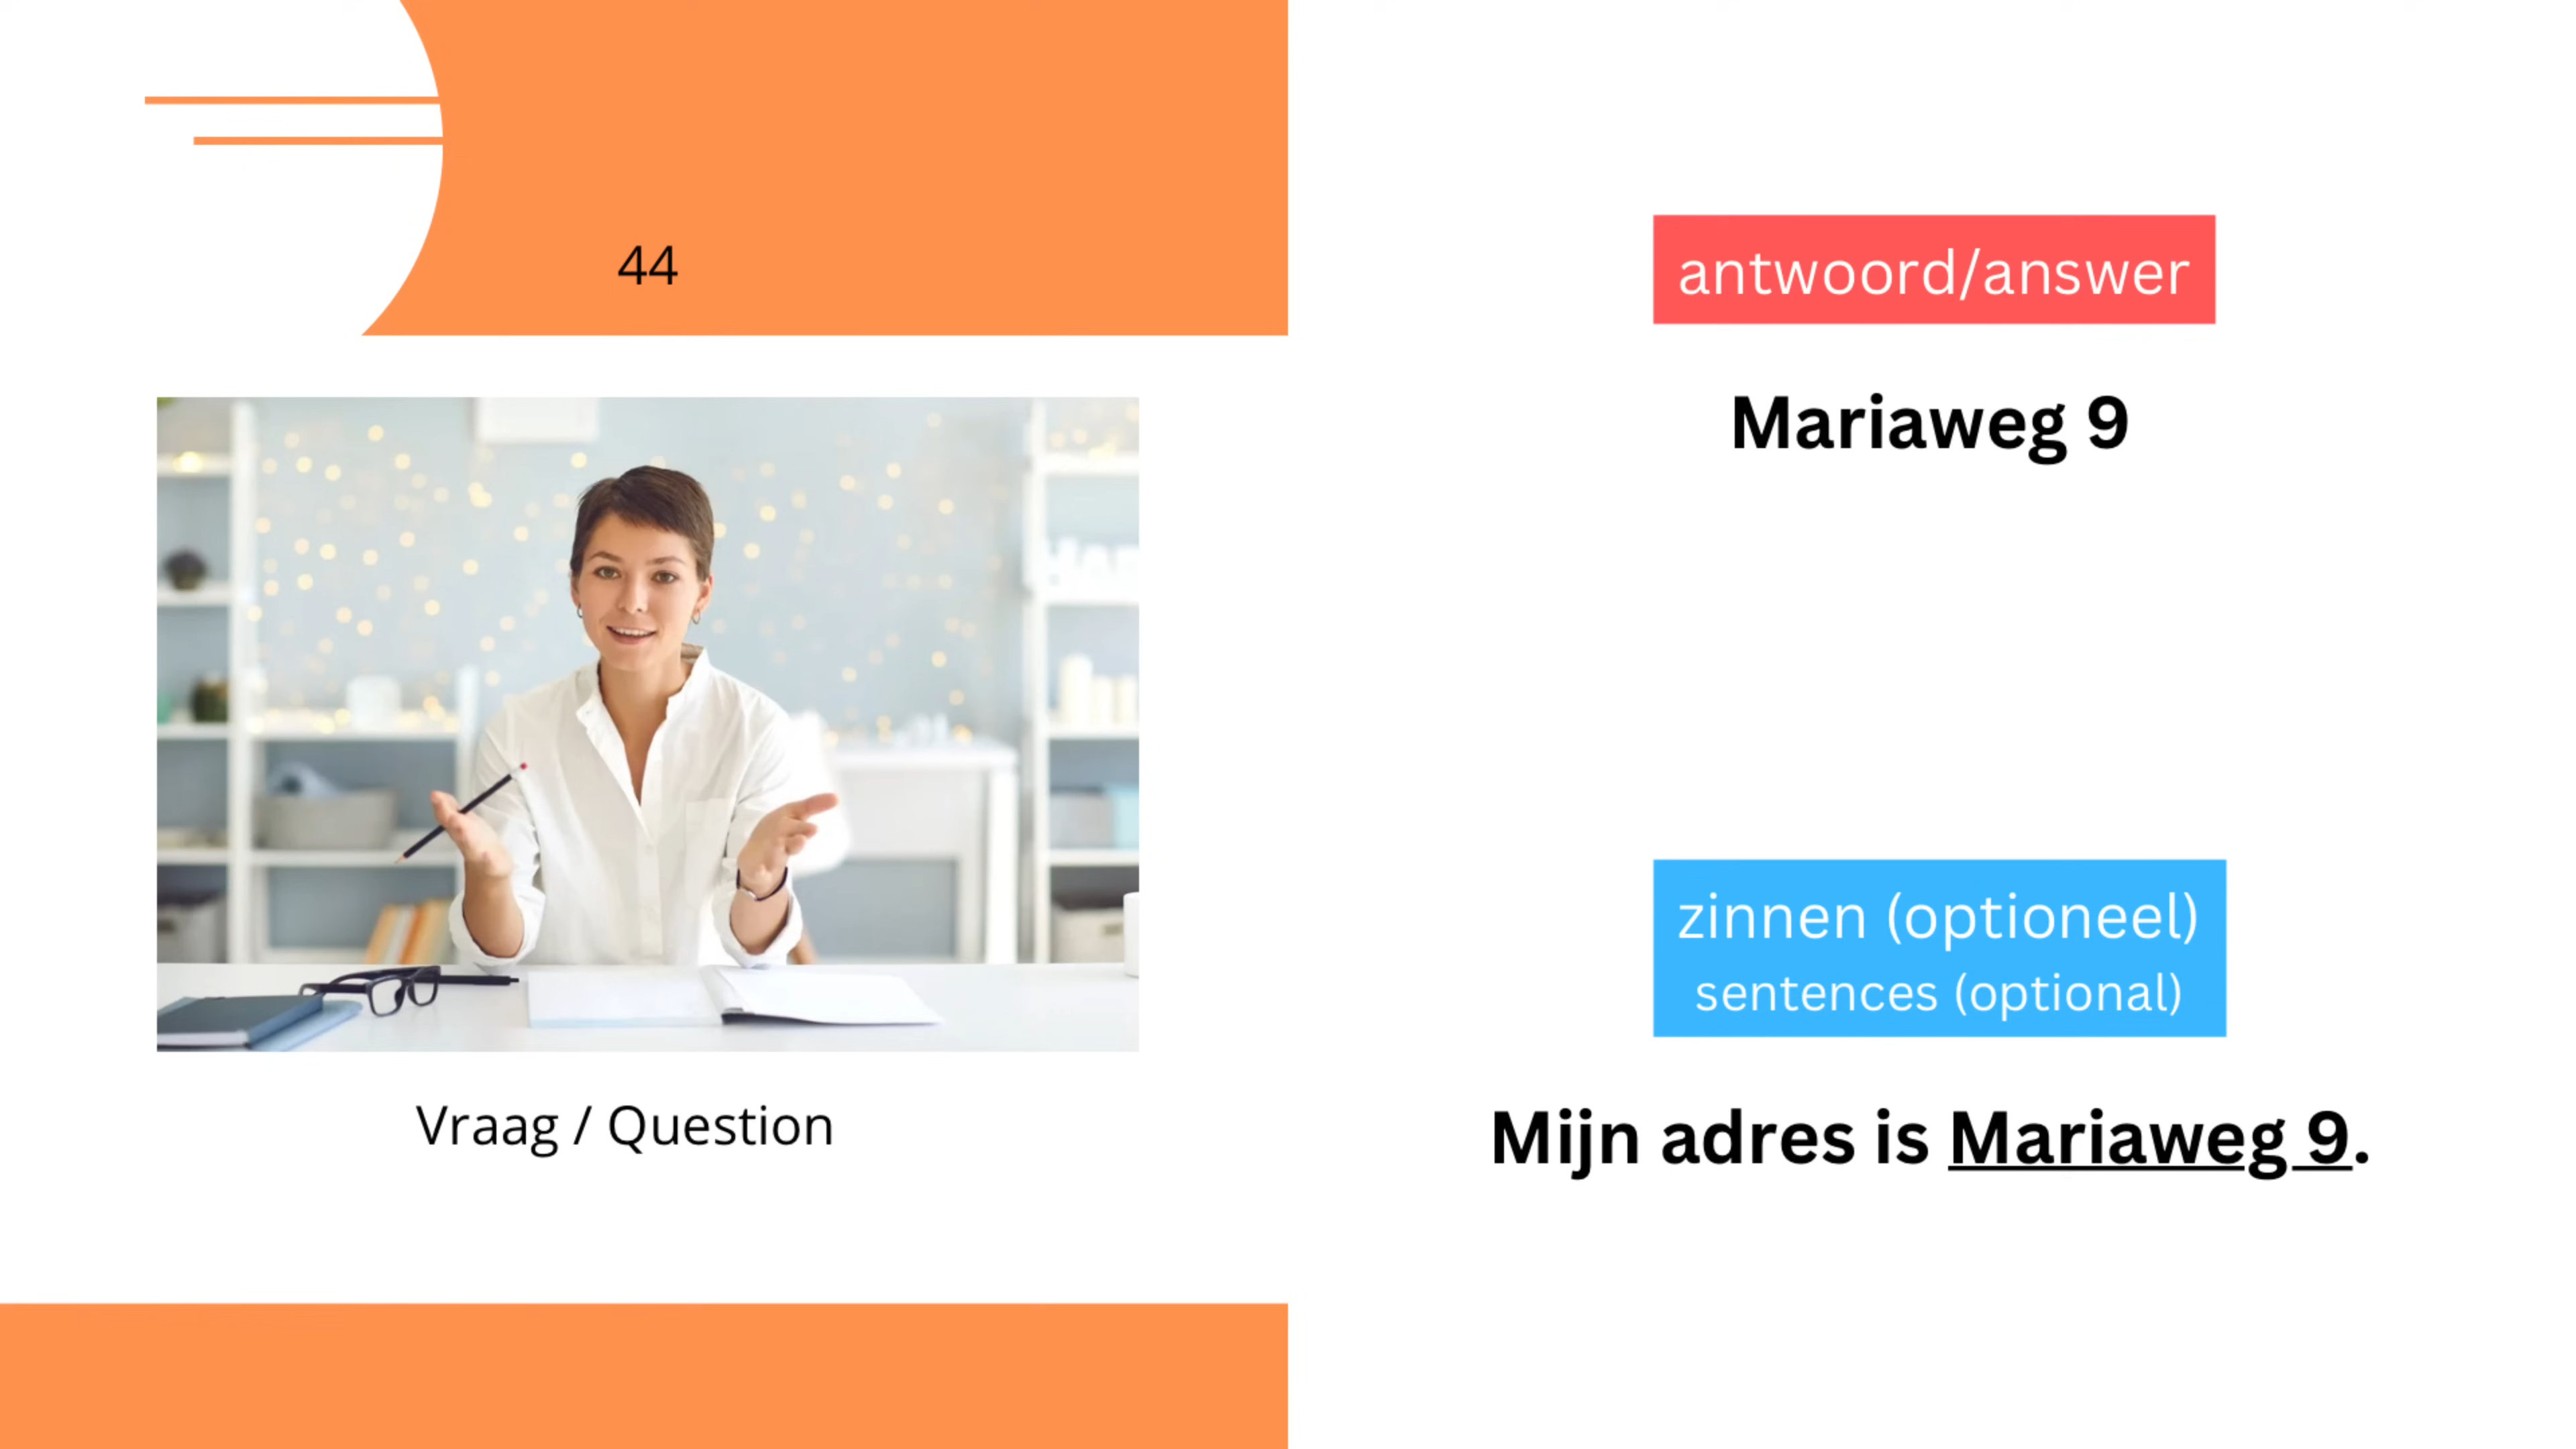 44
Vraag / Question
antwoord/answer
Mariaweg 9
zinnen (optioneel)
sentences (optional)
Mijn adres is Mariaweg 9.